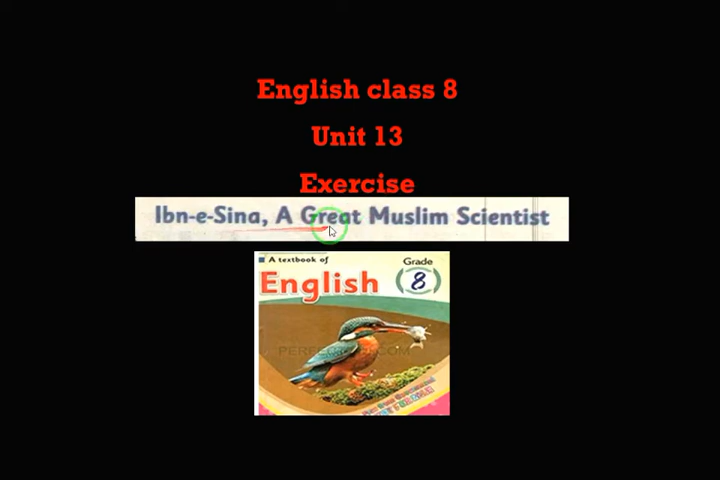 English class 8
Unit 13
Exercise
Ibn-e-Sina, A Great Muslim Scientist
A textbook of
English
Grade
8